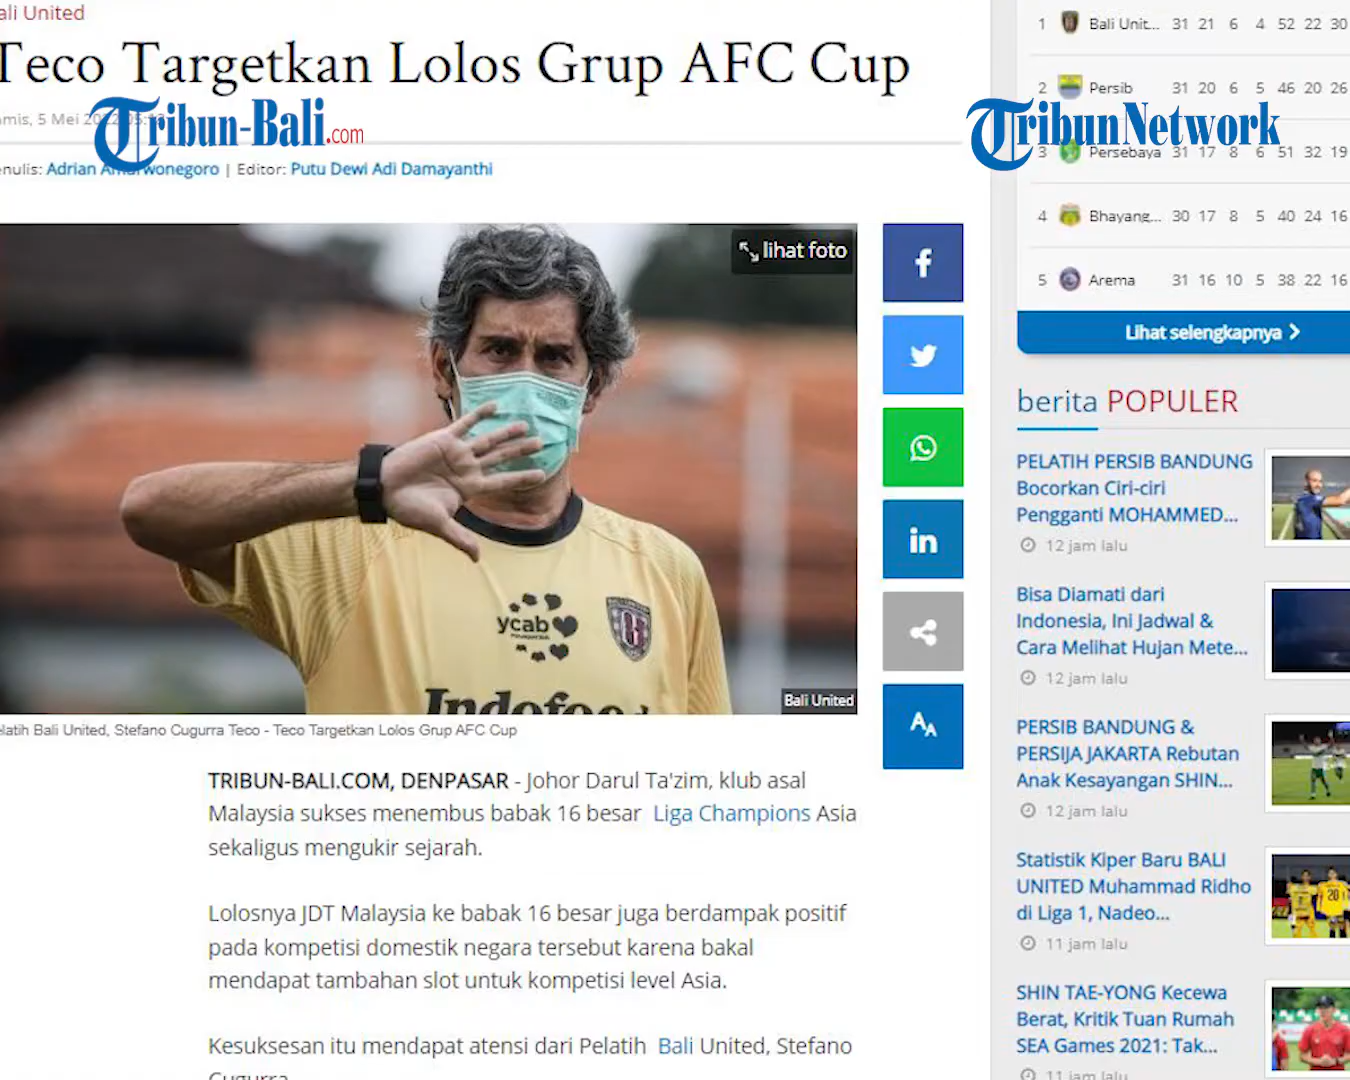 ali United
Teco Targetkan Lolos Grup AFC Cup
amis, 5 Mei 2022 05:
Tribun-Bali.com
enulis: Adrian Amurwonegoro | Editor: Putu Dewi Adi Damayanthi
lihat foto
ycab
Indofood
Bali United
elatih Bali United, Stefano Cugurra Teco - Teco Targetkan Lolos Grup AFC Cup
TRIBUN-BALI.COM, DENPASAR - Johor Darul Ta'zim, klub asal
Malaysia sukses menembus babak 16 besar Liga Champions Asia
sekaligus mengukir sejarah.
Lolosnya JDT Malaysia ke babak 16 besar juga berdampak positif
pada kompetisi domestik negara tersebut karena bakal
mendapat tambahan slot untuk kompetisi level Asia.
Kesuksesan itu mendapat atensi dari Pelatih Bali United, Stefano
Cugurra
1 Bali Unit... 31 21 6 4 52 22 30
2 Persib 31 20 6 5 46 20 26
TribunNetwork
3 Persebaya 31 17 8 6 51 32 19
4 Bhayang... 30 17 8 5 40 24 16
5 Arema 31 16 10 5 38 22 16
Lihat selengkapnya
berita POPULER
PELATIH PERSIB BANDUNG
Bocorkan Ciri-ciri
Pengganti MOHAMMED...
12 jam lalu
Bisa Diamati dari
Indonesia, Ini Jadwal &
Cara Melihat Hujan Mete...
12 jam lalu
PERSIB BANDUNG &
PERSIJA JAKARTA Rebutan
Anak Kesayangan SHIN...
12 jam lalu
Statistik Kiper Baru BALI
UNITED Muhammad Ridho
di Liga 1, Nadeo...
11 jam lalu
SHIN TAE-YONG Kecewa
Berat, Kritik Tuan Rumah
SEA Games 2021: Tak...
11 jam lalu